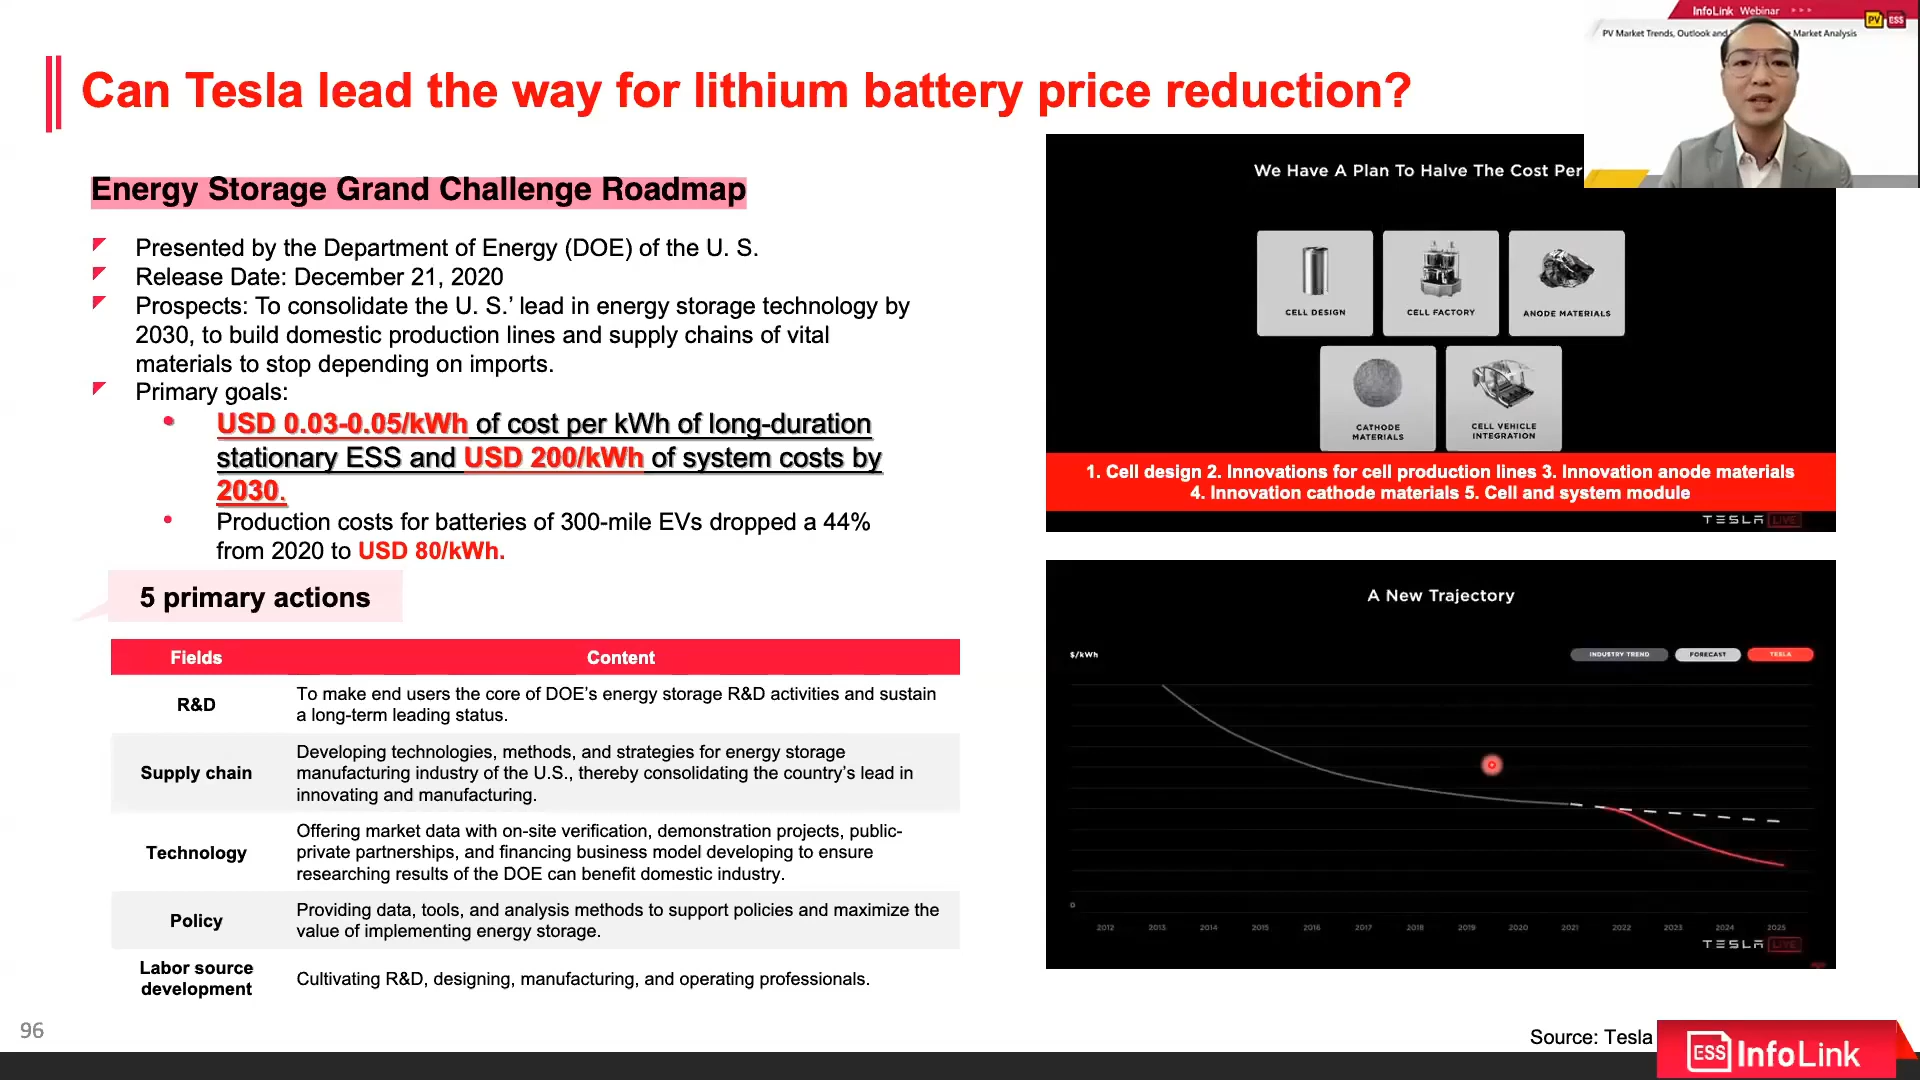 InfoLink Webinar
PV ESS
PV Market Trends, Outlook and
Market Analysis
Can Tesla lead the way for lithium battery price reduction?
Energy Storage Grand Challenge Roadmap
Presented by the Department of Energy (DOE) of the U. S.
Release Date: December 21, 2020
Prospects: To consolidate the U. S.’ lead in energy storage technology by
2030, to build domestic production lines and supply chains of vital
materials to stop depending on imports.
Primary goals:
USD 0.03-0.05/kWh of cost per kWh of long-duration
stationary ESS and USD 200/kWh of system costs by
2030.
Production costs for batteries of 300-mile EVs dropped a 44%
from 2020 to USD 80/kWh.
5 primary actions
Fields Content
R&D
To make end users the core of DOE’s energy storage R&D activities and sustain
a long-term leading status.
Supply chain
Developing technologies, methods, and strategies for energy storage
manufacturing industry of the U.S., thereby consolidating the country’s lead in
innovating and manufacturing.
Technology
Offering market data with on-site verification, demonstration projects, public-
private partnerships, and financing business model developing to ensure
researching results of the DOE can benefit domestic industry.
Policy
Providing data, tools, and analysis methods to support policies and maximize the
value of implementing energy storage.
Labor source
development
Cultivating R&D, designing, manufacturing, and operating professionals.
We Have A Plan To Halve The Cost Per
CELL DESIGN
CELL FACTORY
ANODE MATERIALS
CATHODE
MATERIALS
CELL VEHICLE
INTEGRATION
1. Cell design 2. Innovations for cell production lines 3. Innovation anode materials
4. Innovation cathode materials 5. Cell and system module
TESLA LIVE
A New Trajectory
$/kWh
INDUSTRY TREND FORECAST TESLA
0
2012 2013 2014 2015 2016 2017 2018 2019 2020 2021 2022 2023 2024 2025
TESLA LIVE
96
Source: Tesla
ESS InfoLink